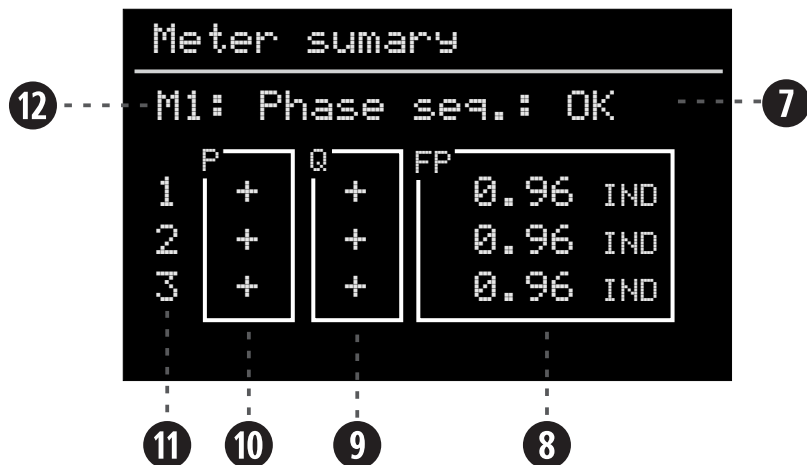 Meter sumary
12 M1: Phase seq.: OK 7
P Q FP
1 + + 0.96 IND
2 + + 0.96 IND
3 + + 0.96 IND
11 10 9 8